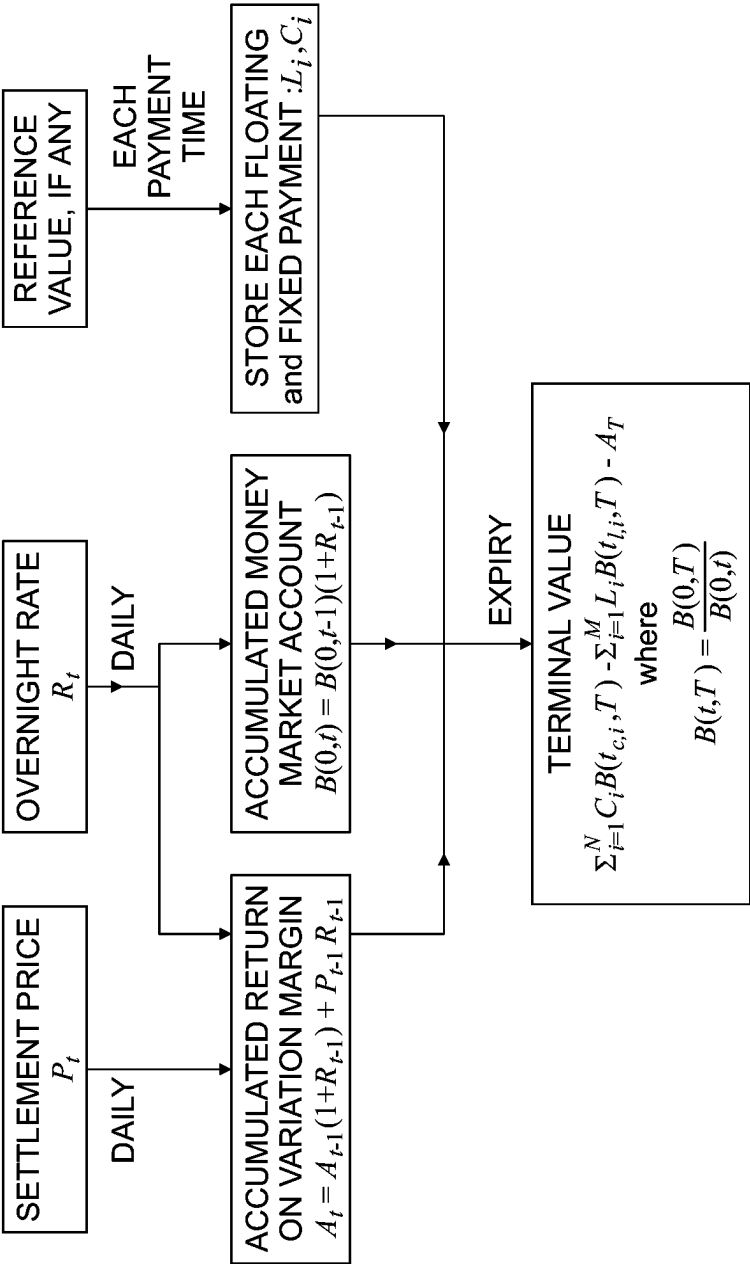 SETTLEMENT PRICE
P_t
DAILY
OVERNIGHT RATE
R_t
DAILY
REFERENCE
VALUE, IF ANY
EACH
PAYMENT
TIME
ACCUMULATED RETURN
ON VARIATION MARGIN
A_t = A_{t-1}(1+R_{t-1}) + P_{t-1} R_{t-1}
ACCUMULATED MONEY
MARKET ACCOUNT
B(0,t) = B(0,t-1)(1+R_{t-1})
STORE EACH FLOATING
and FIXED PAYMENT :L_i,C_i
EXPIRY
TERMINAL VALUE
Σ_{i=1}^N C_i B(t_{c,i},T) - Σ_{i=1}^M L_i B(t_{l,i},T) - A_T
where
B(t,T) = B(0,T)/B(0,t)